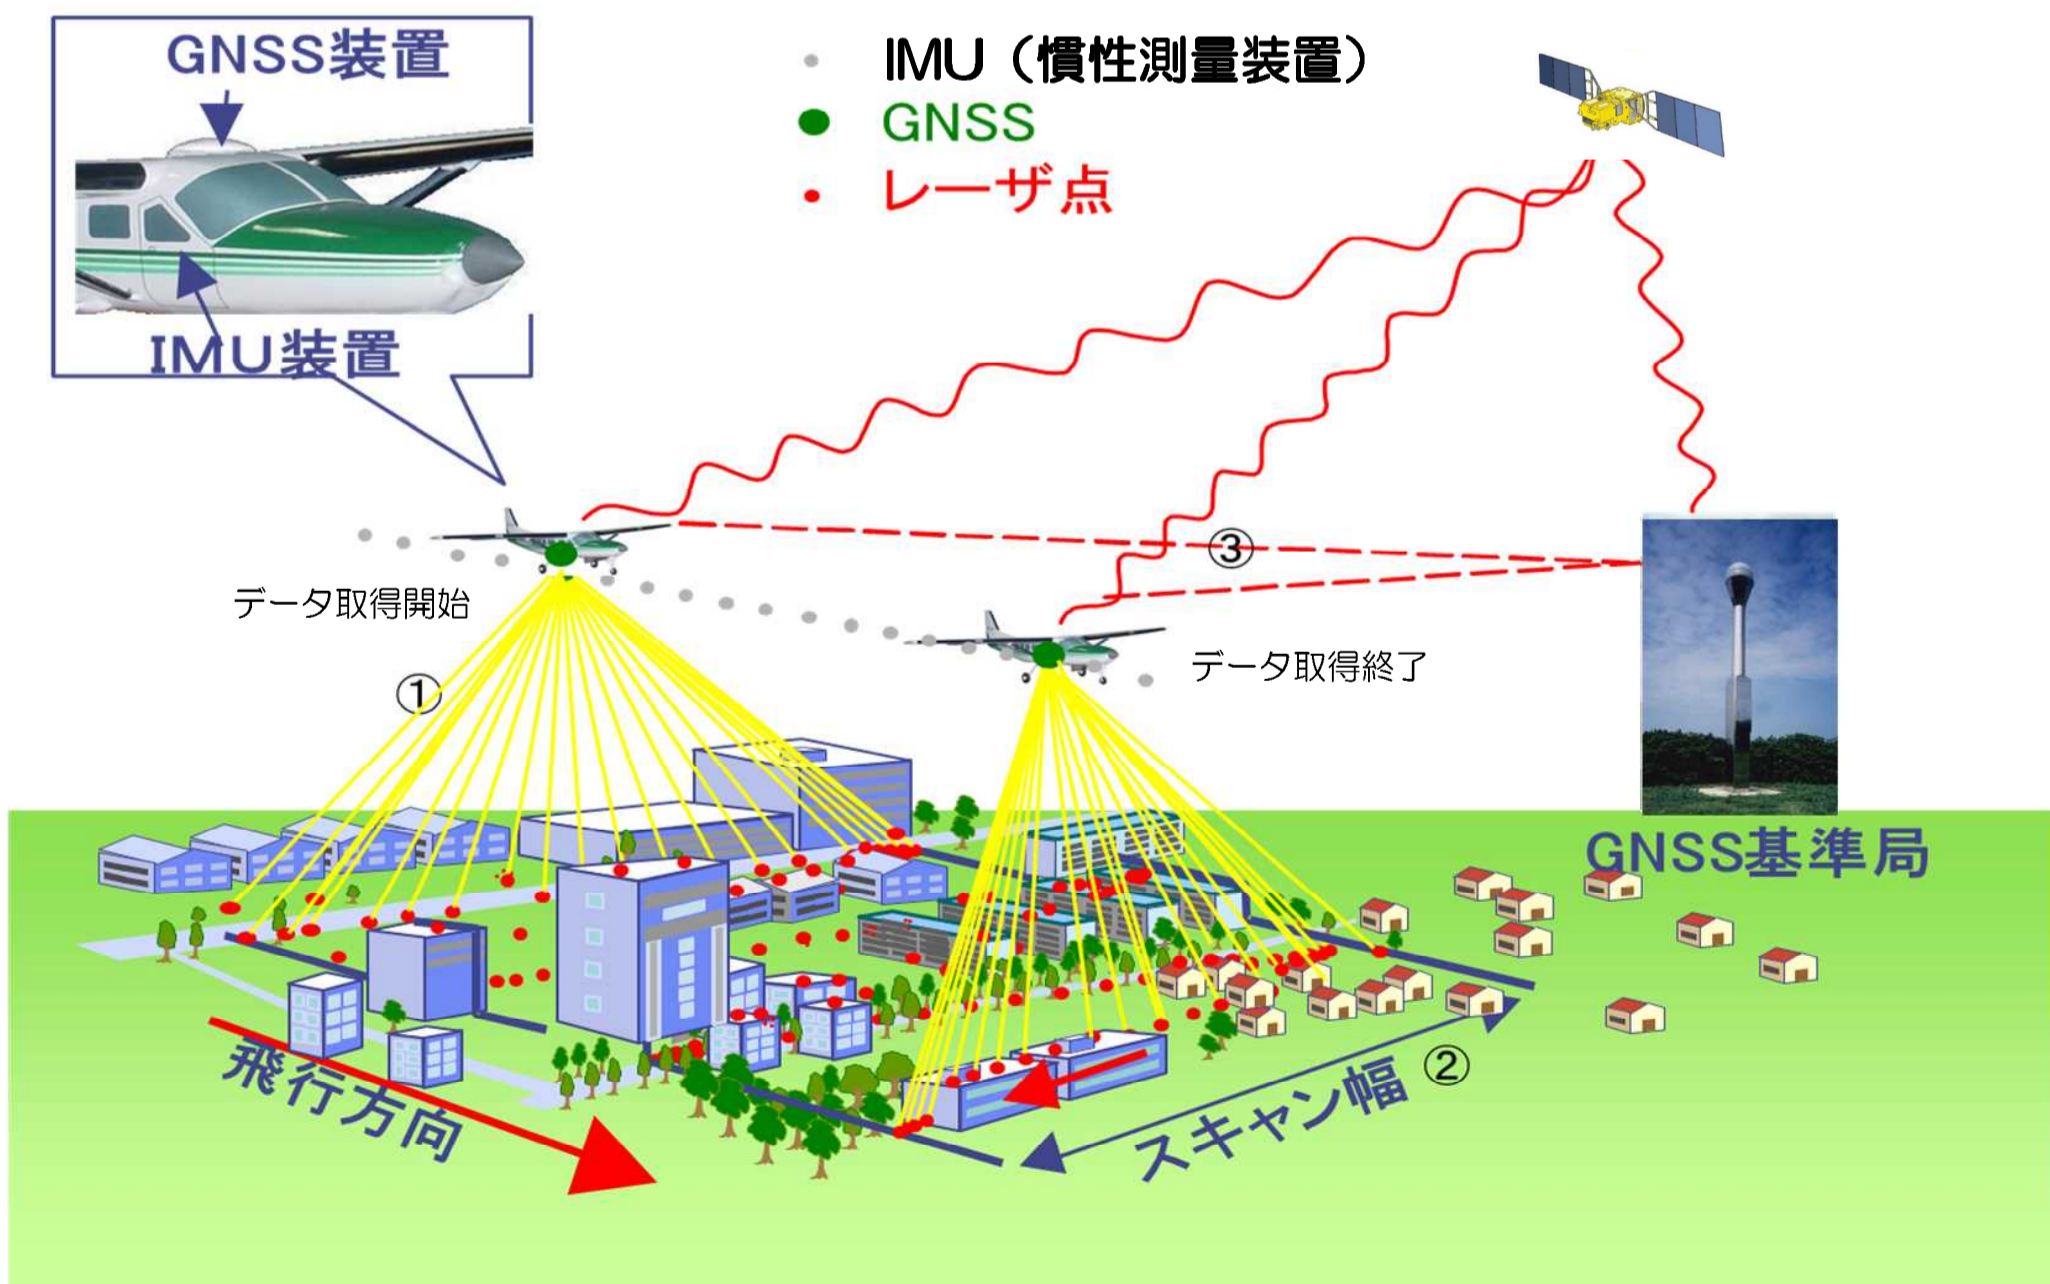 GNSS装置
IMU装置
IMU（慣性測量装置）
GNSS
レーザ点
③
データ取得開始
データ取得終了
①
GNSS基準局
飛行方向
スキャン幅 ②